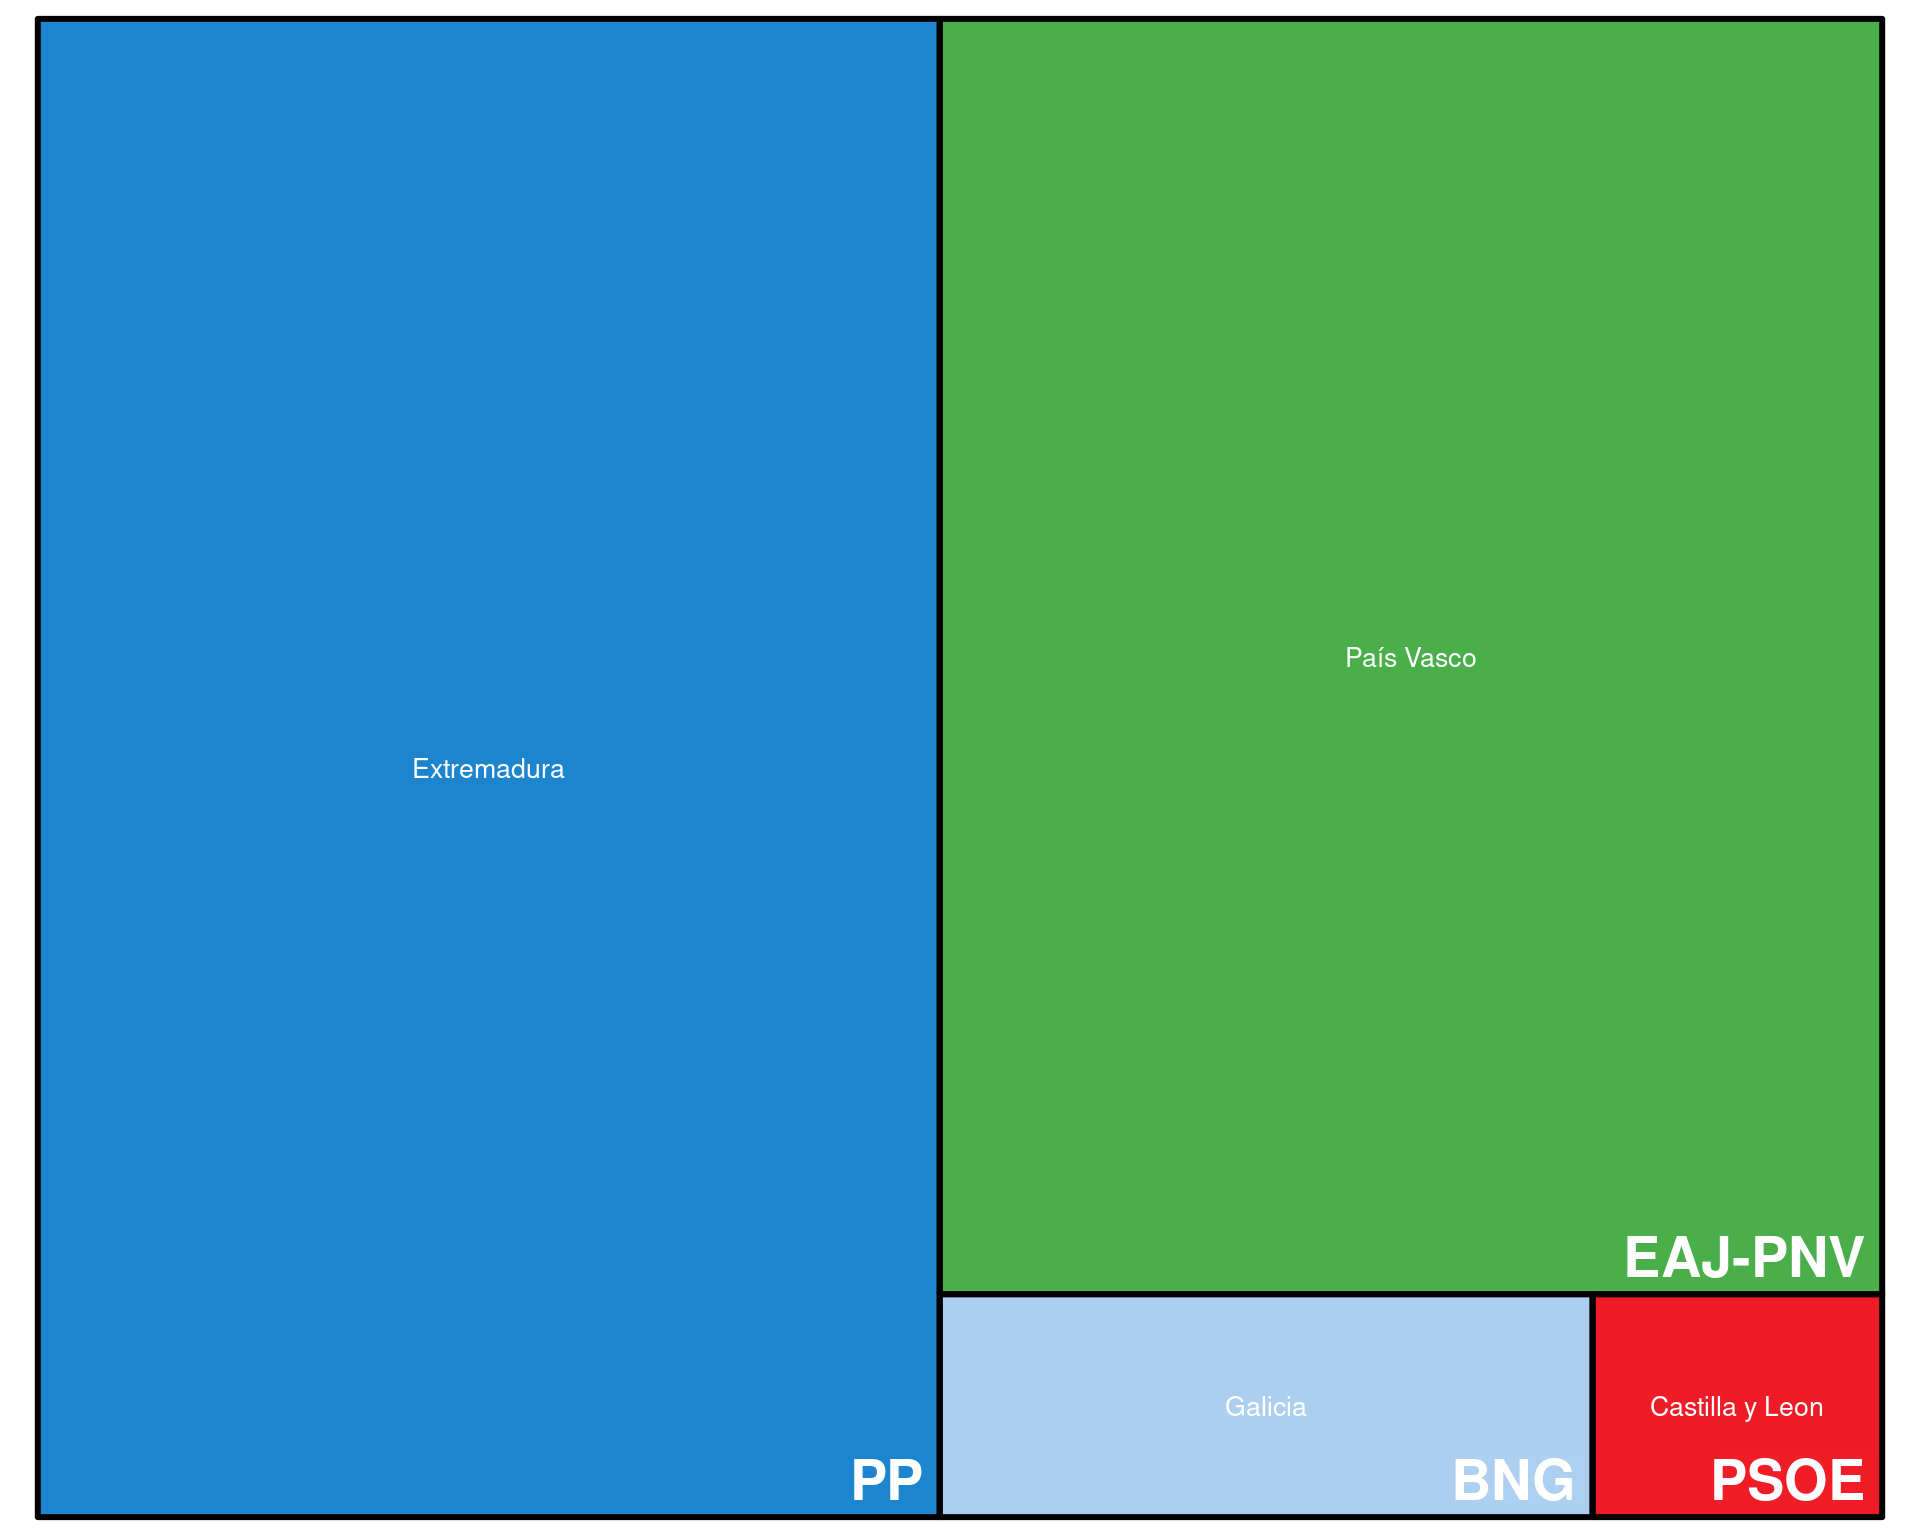 Extremadura
PP
País Vasco
EAJ-PNV
Galicia
BNG
Castilla y Leon
PSOE